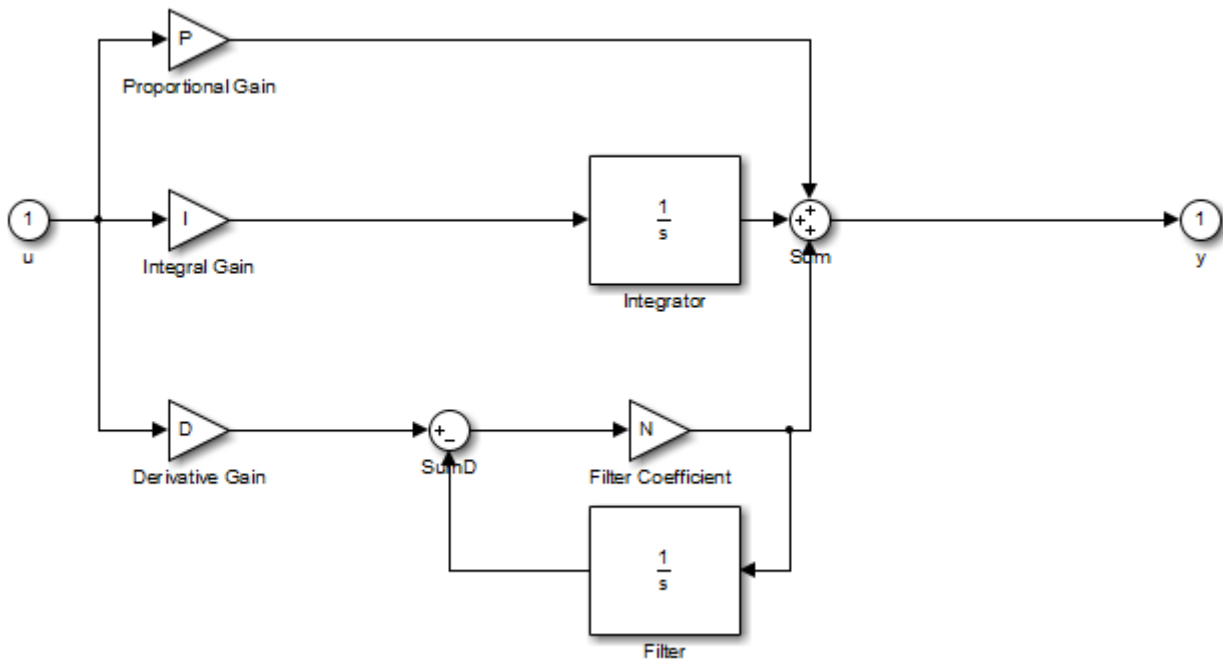 P
Proportional Gain
1
u
I
Integral Gain
1
s
Integrator
+
+
+
Sum
1
y
D
Derivative Gain
+
−
SumD
N
Filter Coefficient
1
s
Filter